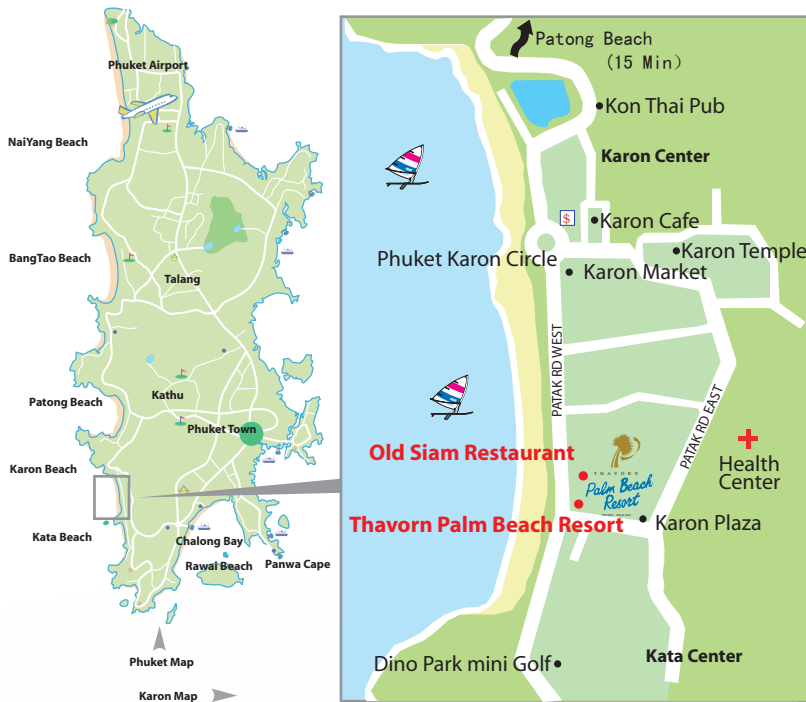 Phuket Airport
NaiYang Beach
BangTao Beach
Talang
Kathu
Patong Beach
Phuket Town
Karon Beach
Kata Beach
Chalong Bay
Rawai Beach
Panwa Cape
Phuket Map
Karon Map
Patong Beach
(15 Min)
Kon Thai Pub
Karon Center
$
Karon Cafe
Phuket Karon Circle
Karon Temple
Karon Market
PATAK RD WEST
PATAK RD EAST
Old Siam Restaurant
THAVORN
Palm Beach
Resort
Health
Center
Thavorn Palm Beach Resort
Karon Plaza
Dino Park mini Golf
Kata Center